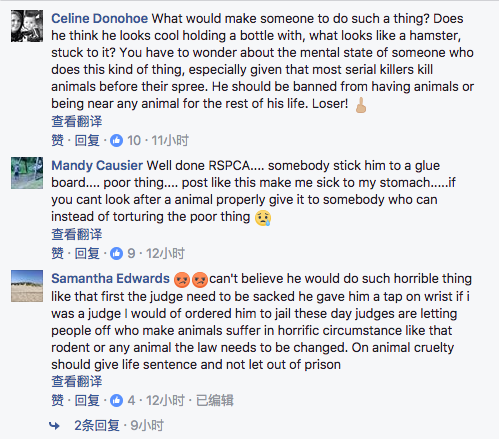 Celine Donohoe What would make someone to do such a thing? Does
he think he looks cool holding a bottle with, what looks like a hamster,
stuck to it? You have to wonder about the mental state of someone who
does this kind of thing, especially given that most serial killers kill
animals before their spree. He should be banned from having animals or
being near any animal for the rest of his life. Loser! 🖕🏼
查看翻译
赞 · 回复 · 10 · 11小时
Mandy Causier Well done RSPCA.... somebody stick him to a glue
board.... poor thing.... post like this make me sick to my stomach.....if
you cant look after a animal properly give it to somebody who can
instead of torturing the poor thing 😢
查看翻译
赞 · 回复 · 9 · 12小时
Samantha Edwards 😡😡can't believe he would do such horrible thing
like that first the judge need to be sacked he gave him a tap on wrist if i
was a judge I would of ordered him to jail these day judges are letting
people off who make animals suffer in horrific circumstance like that
rodent or any animal the law needs to be changed. On animal cruelty
should give life sentence and not let out of prison
查看翻译
赞 · 回复 · 4 · 12小时 · 已编辑
2条回复 · 9小时